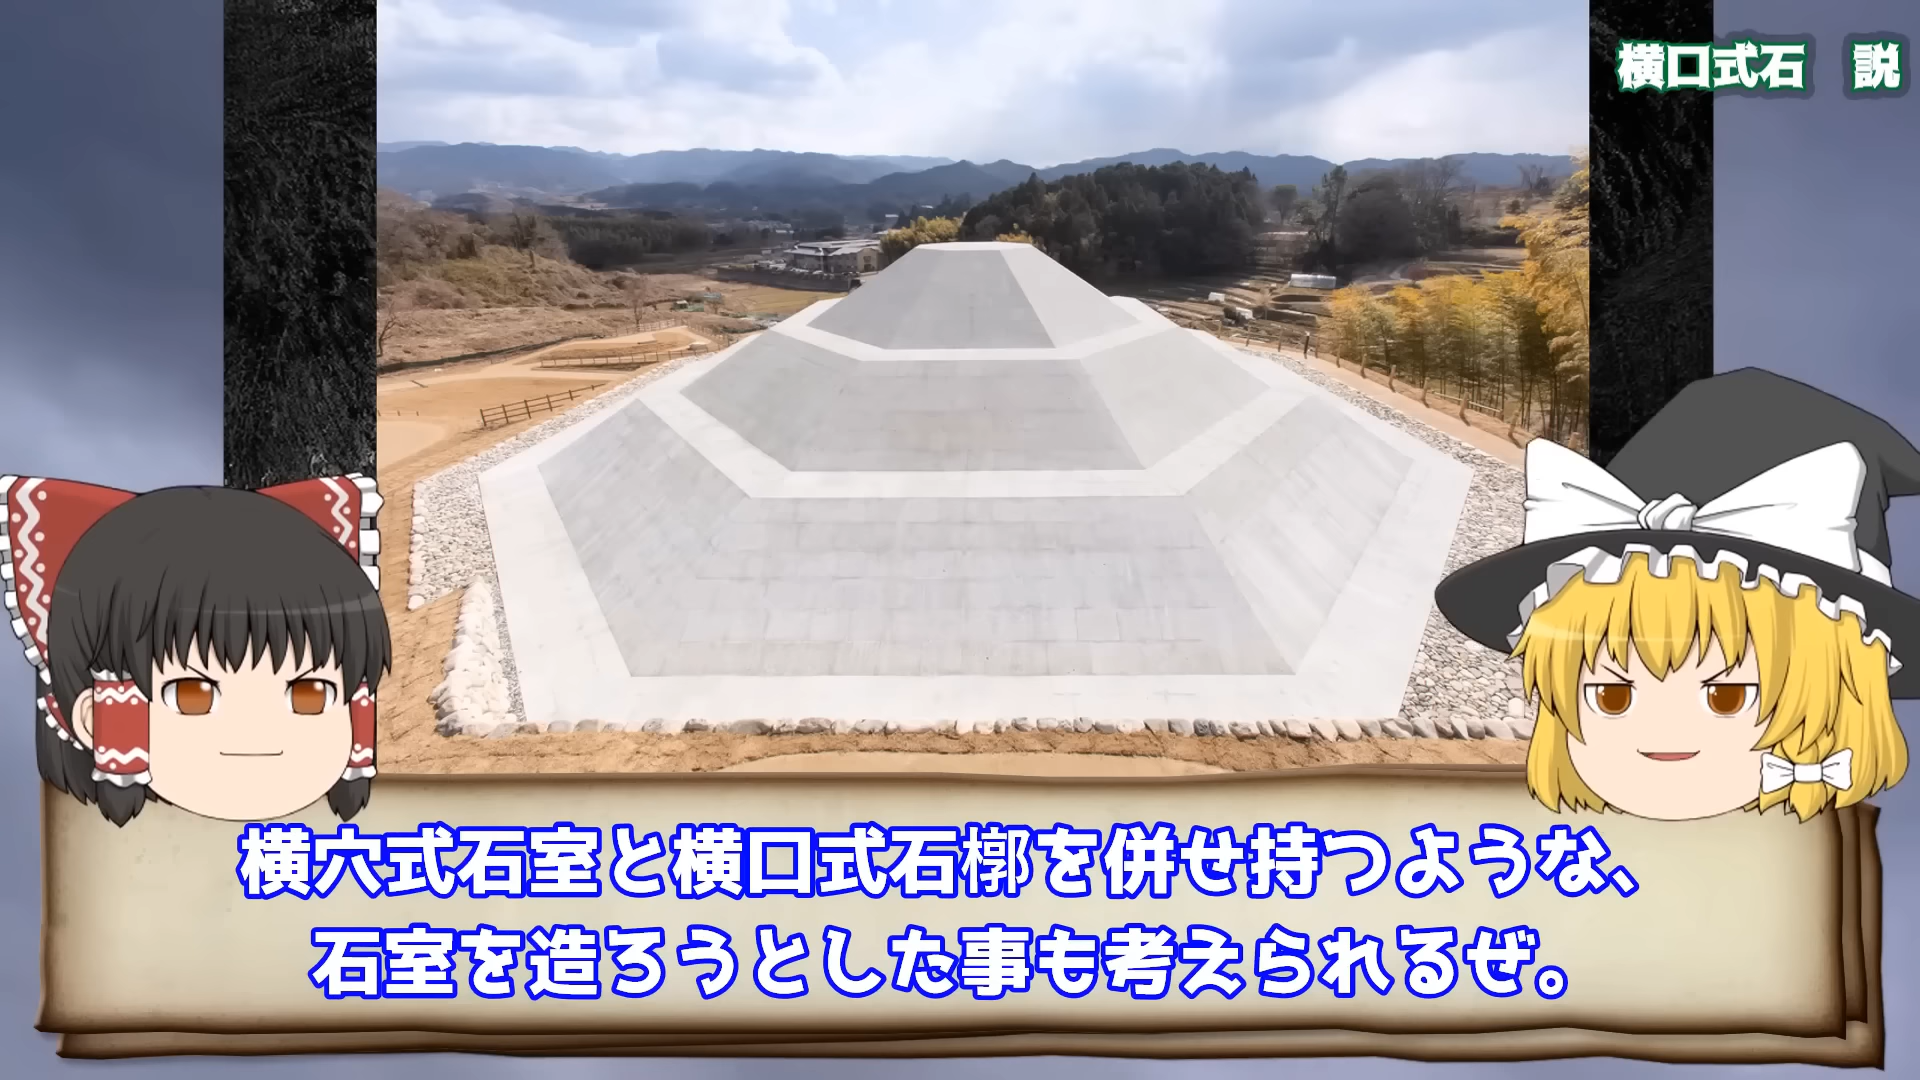 横口式石　説
横穴式石室と横口式石槨を併せ持つような、
石室を造ろうとした事も考えられるぜ。